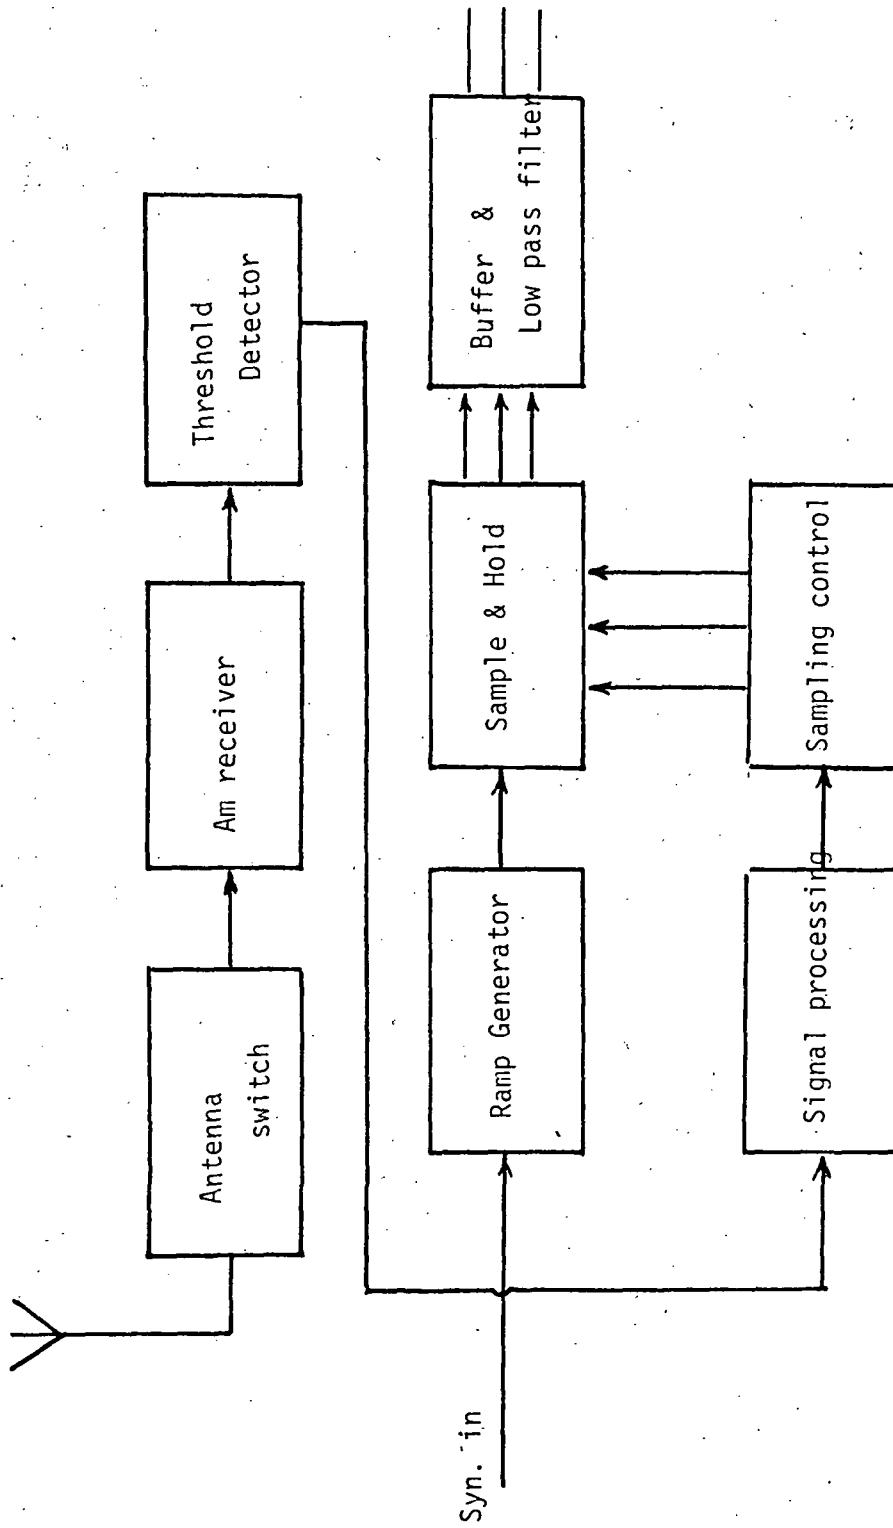 Antenna
switch
Am receiver
Threshold
Detector
Syn. in
Ramp Generator
Sample & Hold
Buffer &
Low pass filter
Signal processing
Sampling control